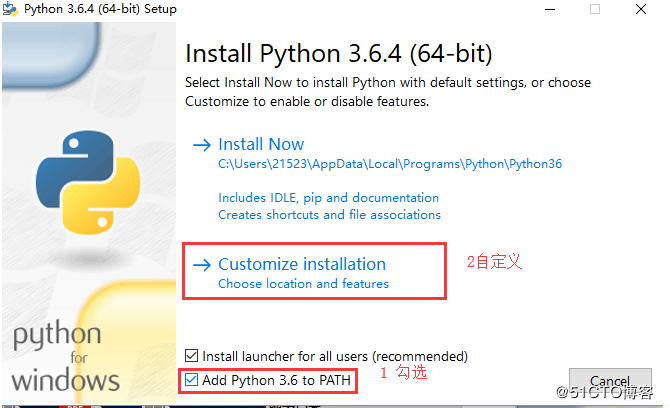 Python 3.6.4 (64-bit) Setup
Install Python 3.6.4 (64-bit)
Select Install Now to install Python with default settings, or choose
Customize to enable or disable features.
Install Now
C:\Users\21523\AppData\Local\Programs\Python\Python36
Includes IDLE, pip and documentation
Creates shortcuts and file associations
Customize installation
2自定义
Choose location and features
python
for
windows
Install launcher for all users (recommended)
Add Python 3.6 to PATH
1 勾选
Cancel
@51CTO博客